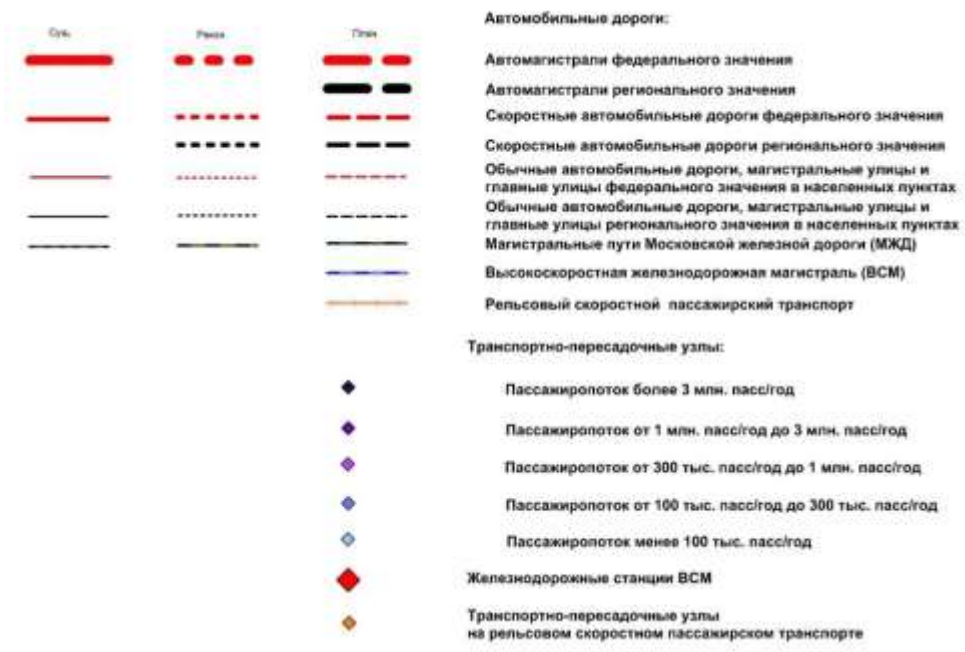 Автомобильные дороги:
Сущ.
План
Автомагистрали федерального значения
Автомагистрали регионального значения
Скоростные автомобильные дороги федерального значения
Скоростные автомобильные дороги регионального значения
Обычные автомобильные дороги, магистральные улицы и
главные улицы федерального значения в населенных пунктах
Обычные автомобильные дороги, магистральные улицы и
главные улицы регионального значения в населенных пунктах
Магистральные пути Московской железной дороги (МЖД)
Высокоскоростная железнодорожная магистраль (ВСМ)
Рельсовый скоростной пассажирский транспорт
Транспортно-пересадочные узлы:
Пассажиропоток более 3 млн. пасс/год
Пассажиропоток от 1 млн. пасс/год до 3 млн. пасс/год
Пассажиропоток от 300 тыс. пасс/год до 1 млн. пасс/год
Пассажиропоток от 100 тыс. пасс/год до 300 тыс. пасс/год
Пассажиропоток менее 100 тыс. пасс/год
Железнодорожные станции ВСМ
Транспортно-пересадочные узлы
на рельсовом скоростном пассажирском транспорте